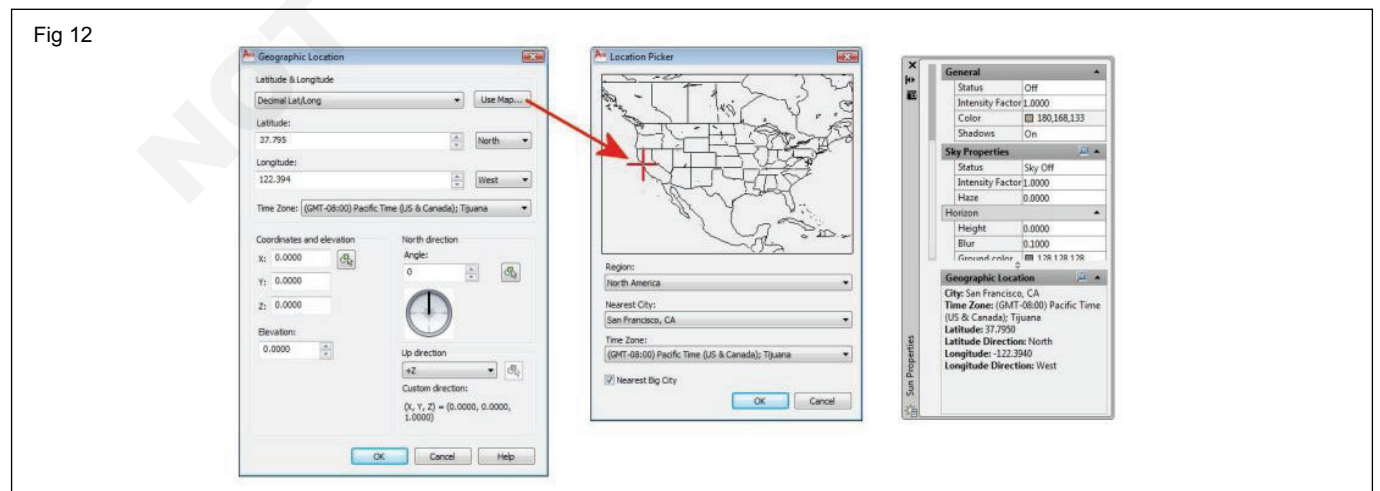 Fig 12
NOT
Geographic Location
Latitude & Longitude
Decimal Lat/Long
Use Map...
Latitude:
37.795
North
Longitude:
122.394
West
Time Zone: (GMT-08:00) Pacific Time (US & Canada); Tijuana
Coordinates and elevation
X: 0.0000
Y: 0.0000
Z: 0.0000
Elevation:
0.0000
North direction
Angle:
0
Up direction
+Z
Custom direction:
(X, Y, Z) = (0.0000, 0.0000,
1.0000)
OK Cancel Help
Location Picker
Region:
North America
Nearest City:
San Francisco, CA
Time Zone:
(GMT-08:00) Pacific Time (US & Canada); Tijuana
Nearest Big City
OK Cancel
General
Status Off
Intensity Factor 1.0000
Color 180,168,133
Shadows On
Sky Properties
Status Sky Off
Intensity Factor 1.0000
Haze 0.0000
Horizon
Height 0.0000
Blur 0.1000
Ground color 128,128,128
Geographic Location
City: San Francisco, CA
Time Zone: (GMT-08:00) Pacific Time
(US & Canada); Tijuana
Latitude: 37.7950
Latitude Direction: North
Longitude: -122.3940
Longitude Direction: West
Sun Properties